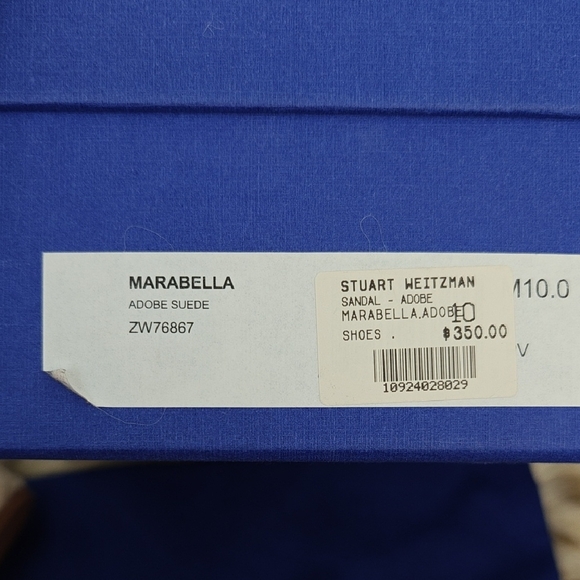 MARABELLA
ADOBE SUEDE
ZW76867
STUART WEITZMAN
SANDAL - ADOBE
MARABELLA,ADOBE 10
SHOES . $350.00
10924028029
M10.0
V